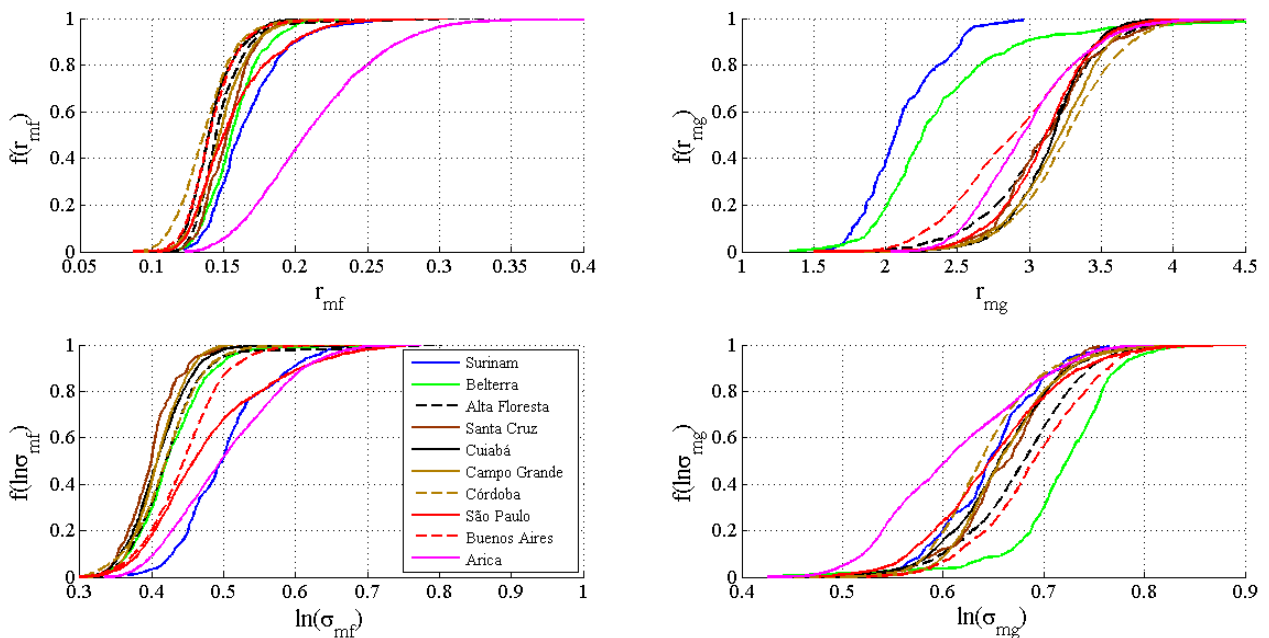 1
0.8
0.6
0.4
0.2
0
f(r_mf)
0.05 0.1 0.15 0.2 0.25 0.3 0.35 0.4
r_mf
1
0.8
0.6
0.4
0.2
0
f(r_mg)
1 1.5 2 2.5 3 3.5 4 4.5
r_mg
1
0.8
0.6
0.4
0.2
0
f(lnσ_mf)
0.3 0.4 0.5 0.6 0.7 0.8 0.9 1
ln(σ_mf)
Surinam
Belterra
Alta Floresta
Santa Cruz
Cuiabá
Campo Grande
Córdoba
São Paulo
Buenos Aires
Arica
1
0.8
0.6
0.4
0.2
0
f(lnσ_mg)
0.4 0.5 0.6 0.7 0.8 0.9
ln(σ_mg)